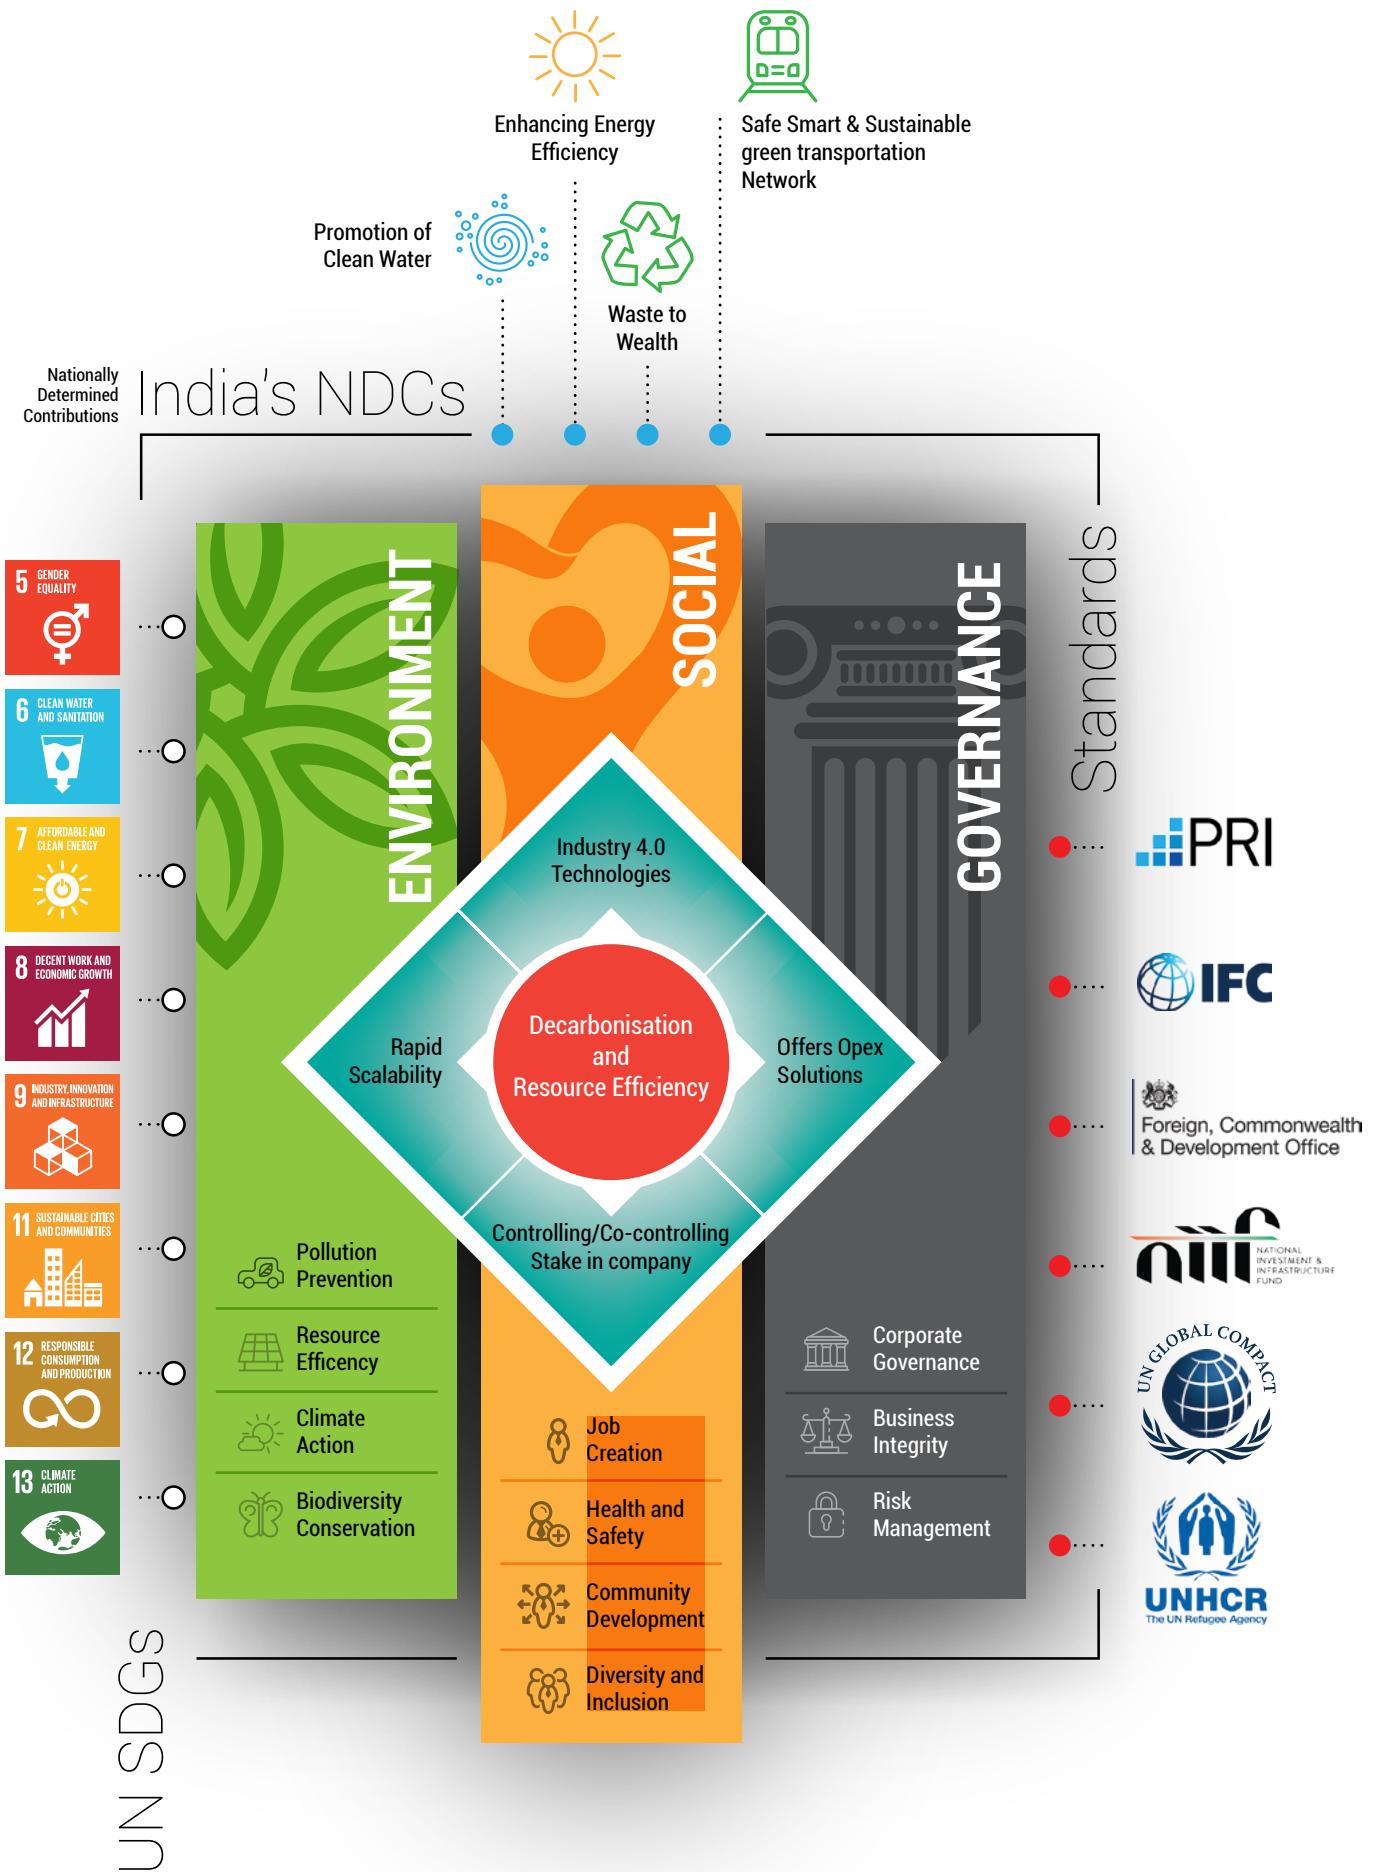 Enhancing Energy
Efficiency
Safe Smart & Sustainable
green transportation
Network
Promotion of
Clean Water
Waste to
Wealth
Nationally
Determined
Contributions
India's NDCs
ENVIRONMENT
SOCIAL
GOVERNANCE
Standards
5 GENDER
EQUALITY
6 CLEAN WATER
AND SANITATION
7 AFFORDABLE AND
CLEAN ENERGY
8 DECENT WORK AND
ECONOMIC GROWTH
9 INDUSTRY, INNOVATION
AND INFRASTRUCTURE
11 SUSTAINABLE CITIES
AND COMMUNITIES
12 RESPONSIBLE
CONSUMPTION
AND PRODUCTION
13 CLIMATE
ACTION
UN SDGs
Industry 4.0
Technologies
Rapid
Scalability
Decarbonisation
and
Resource Efficiency
Offers Opex
Solutions
Controlling/Co-controlling
Stake in company
Pollution
Prevention
Resource
Efficency
Climate
Action
Biodiversity
Conservation
Job
Creation
Health and
Safety
Community
Development
Diversity and
Inclusion
Corporate
Governance
Business
Integrity
Risk
Management
PRI
IFC
Foreign, Commonwealth
& Development Office
niif
NATIONAL
INVESTMENT &
INFRASTRUCTURE
FUND
UN GLOBAL COMPACT
UNHCR
The UN Refugee Agency